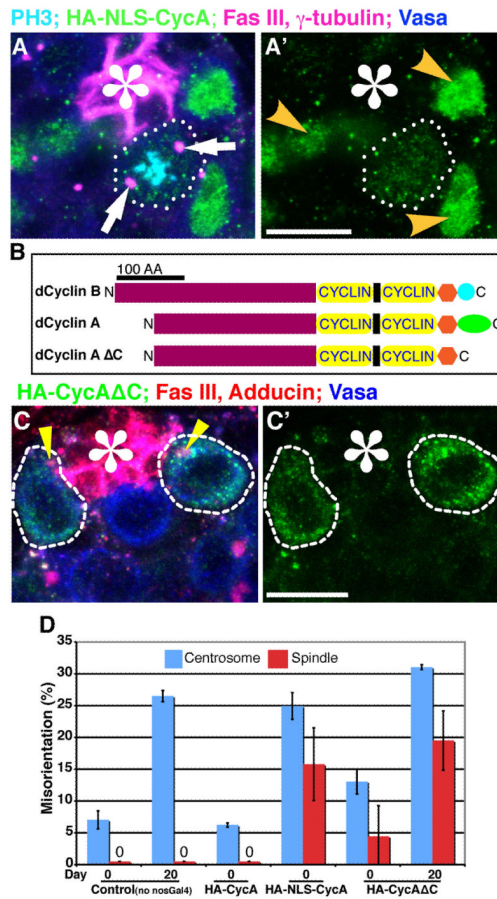 PH3; HA-NLS-CycA; Fas III, γ-tubulin; Vasa
A A'
B
100 AA
dCyclin B N CYCLIN CYCLIN C
dCyclin A N CYCLIN CYCLIN C
dCyclin A ΔC N CYCLIN CYCLIN C
HA-CycAΔC; Fas III, Adducin; Vasa
C C'
D
35
30
25
20
15
10
5
0
Misorientation (%)
Centrosome Spindle
0 0 0
Day 0 20 0 0 0 20
Control(no nosGal4) HA-CycA HA-NLS-CycA HA-CycAΔC